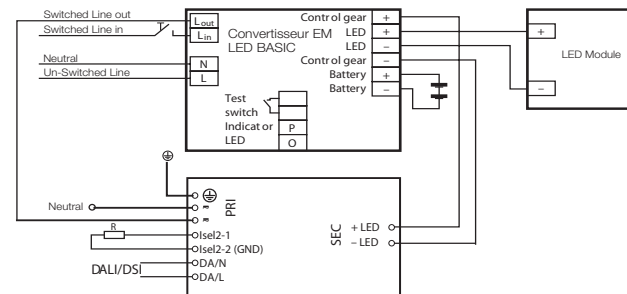 Switched Line out
Switched Line in
Neutral
Un-Switched Line
Lout
Lin
N
L
Convertisseur EM
LED BASIC
Control gear +
LED +
LED –
Control gear –
Battery +
Battery –
Test
switch
Indicat or
LED
P
O
+
–
LED Module
Neutral
PRI
≈
≈
R
Isel2-1
Isel2-2 (GND)
DALI/DSI
DA/N
DA/L
SEC
+ LED
– LED